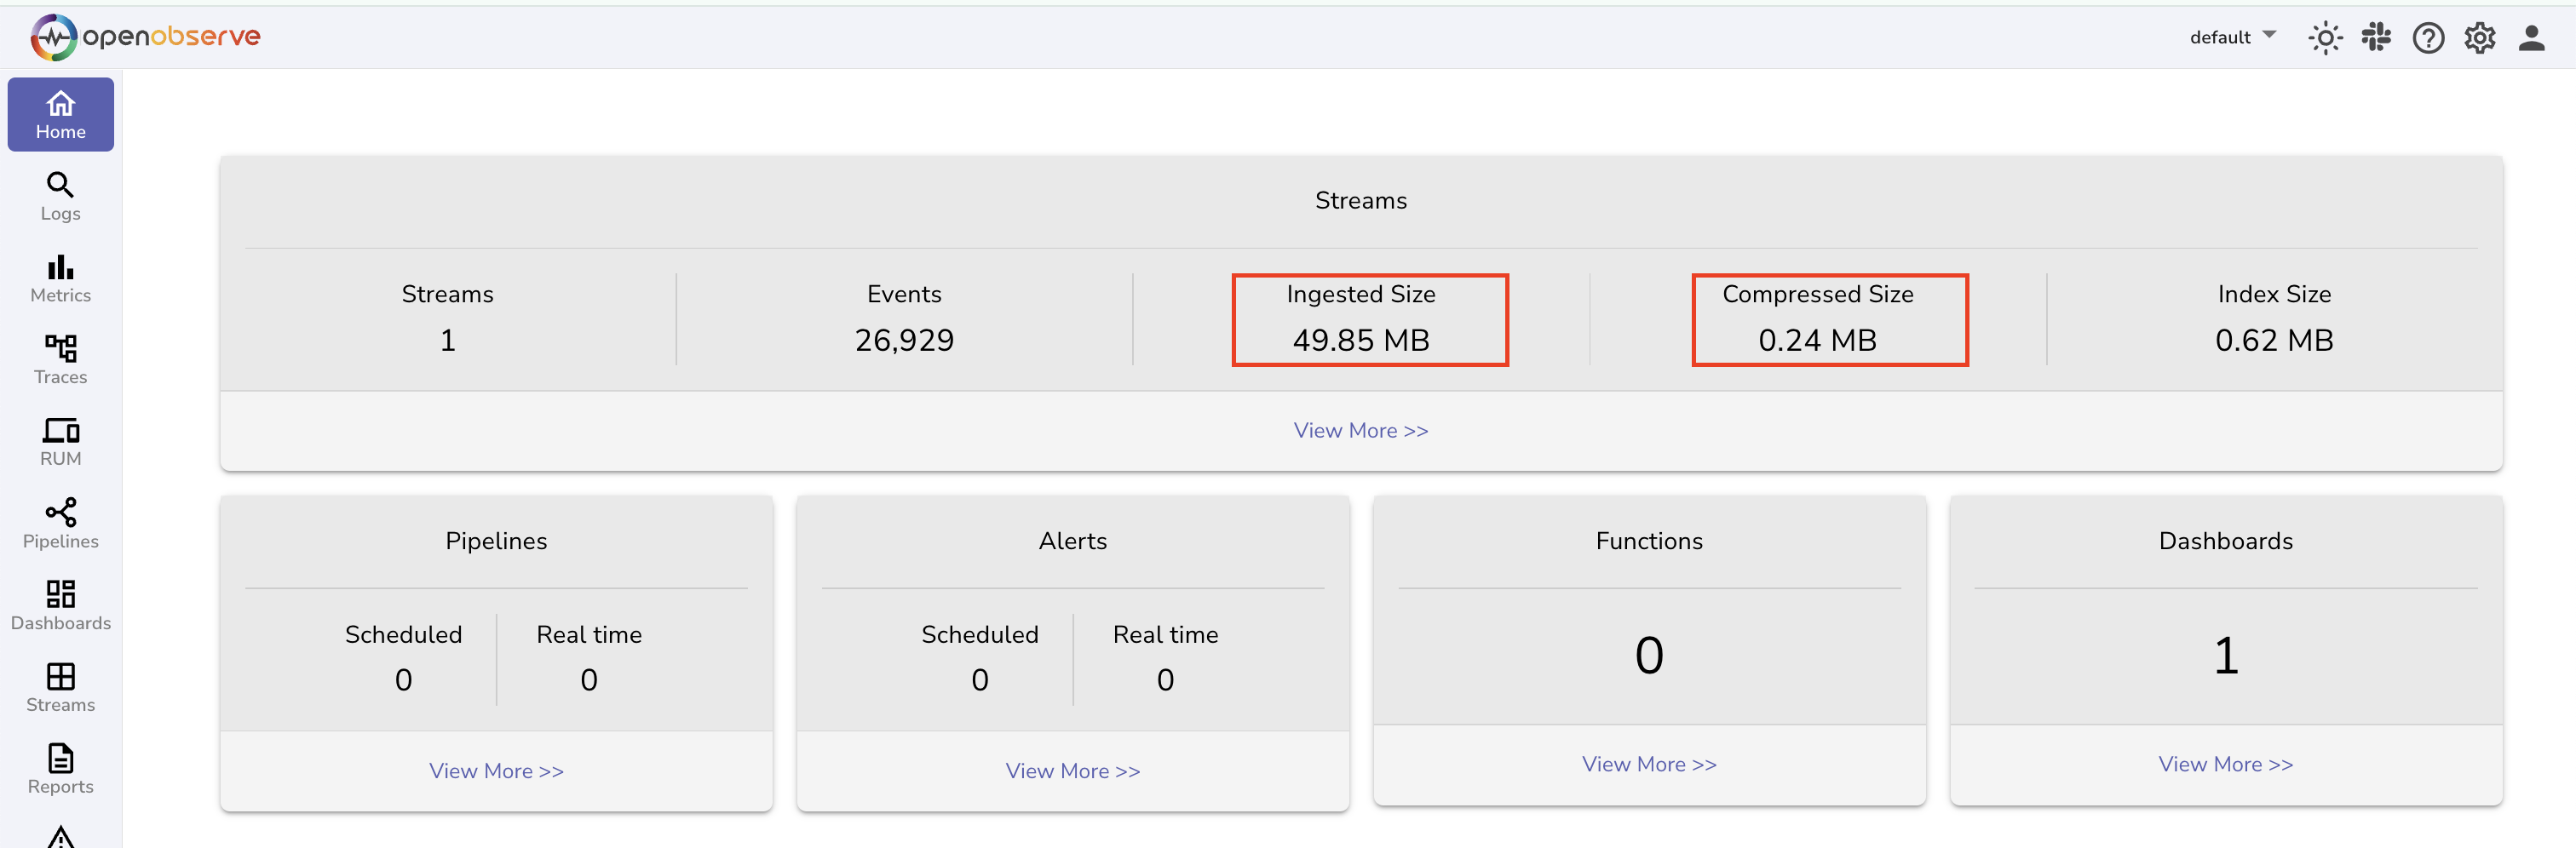 openobserve
default
Home
Logs
Metrics
Traces
RUM
Pipelines
Dashboards
Streams
Reports
Streams
Streams
1
Events
26,929
Ingested Size
49.85 MB
Compressed Size
0.24 MB
Index Size
0.62 MB
View More >>
Pipelines
Scheduled
0
Real time
0
View More >>
Alerts
Scheduled
0
Real time
0
View More >>
Functions
0
View More >>
Dashboards
1
View More >>